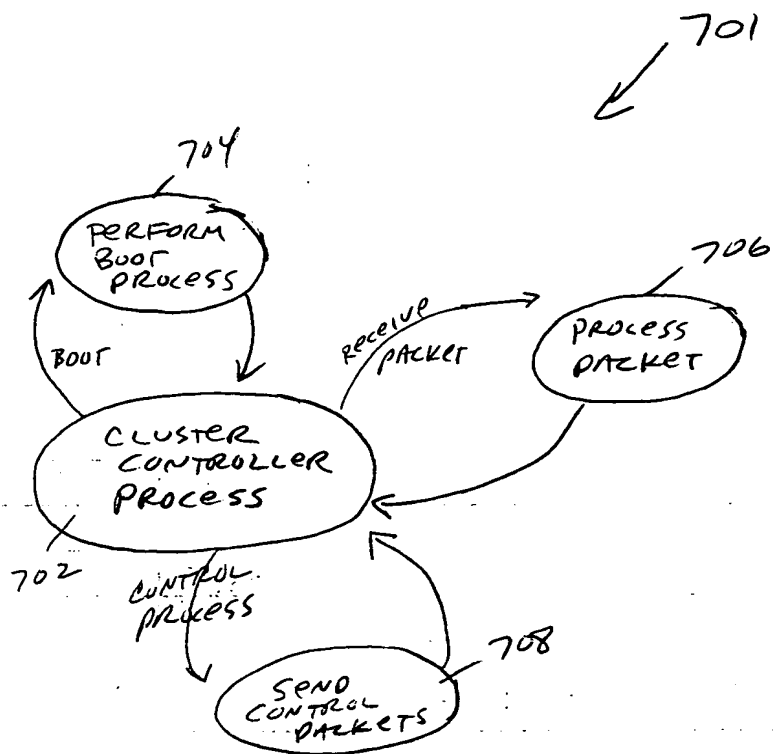 701
704
PERFORM
BOOT
PROCESS
BOOT
RECEIVE
PACKET
706
PROCESS
PACKET
CLUSTER
CONTROLLER
PROCESS
702
CONTROL
PROCESS
708
SEND
CONTROL
PACKETS